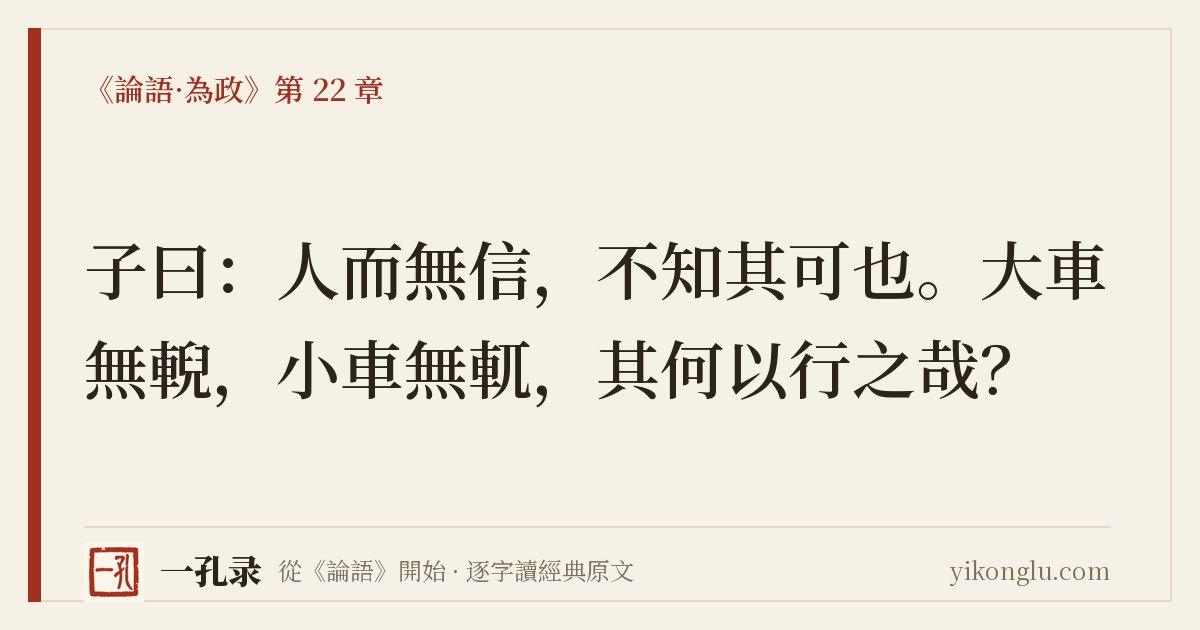 《論語·為政》第 22 章
子曰：人而無信，不知其可也。大車
無輗，小車無軏，其何以行之哉？
一孔
一孔录 從《論語》開始 · 逐字讀經典原文
yikonglu.com